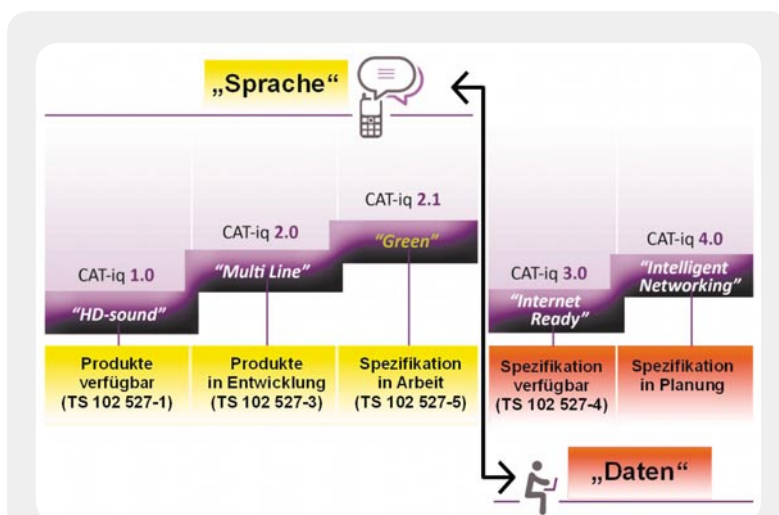 „Sprache“
CAT-iq 1.0
“HD-sound”
Produkte
verfügbar
(TS 102 527-1)
CAT-iq 2.0
“Multi Line”
Produkte
in Entwicklung
(TS 102 527-3)
CAT-iq 2.1
“Green”
Spezifikation
in Arbeit
(TS 102 527-5)
CAT-iq 3.0
“Internet
Ready”
Spezifikation
verfügbar
(TS 102 527-4)
CAT-iq 4.0
“Intelligent
Networking”
Spezifikation
in Planung
„Daten“